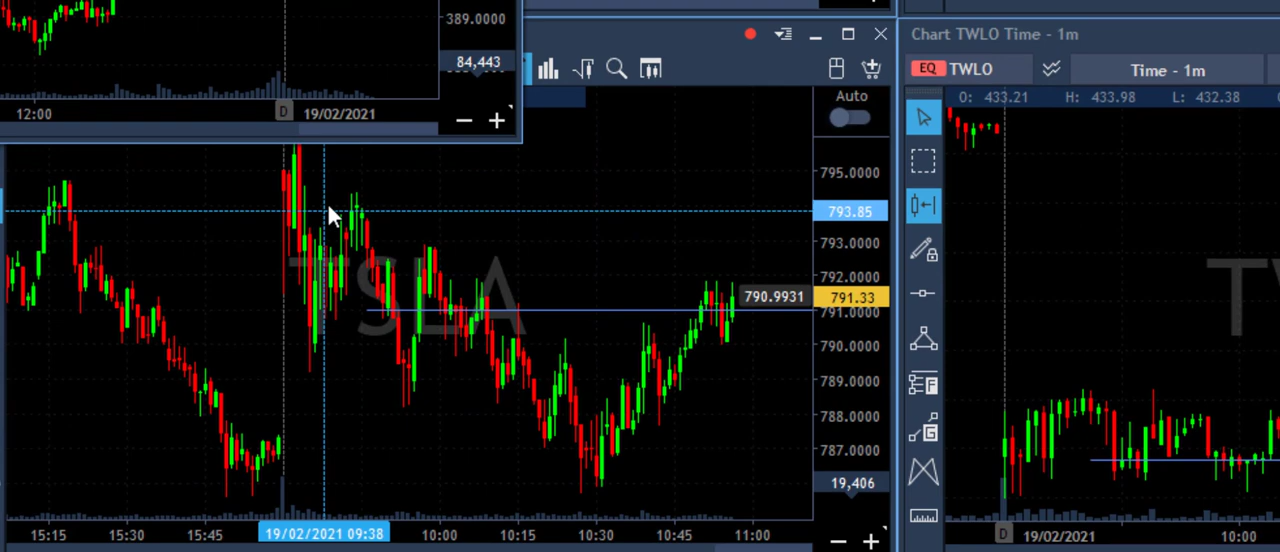 389.0000
84,443
12:00
D
19/02/2021
Auto
795.0000
793.85
793.0000
792.0000
790.9931
791.33
791.0000
790.0000
789.0000
788.0000
787.0000
19,406
TSLA
15:15
15:30
15:45
19/02/2021 09:38
10:00
10:15
10:30
10:45
11:00
Chart TWLO Time - 1m
EQ
TWLO
Time - 1m
O: 433.21
H: 433.98
L: 432.38
F
G
TW
D
19/02/2021
10:00